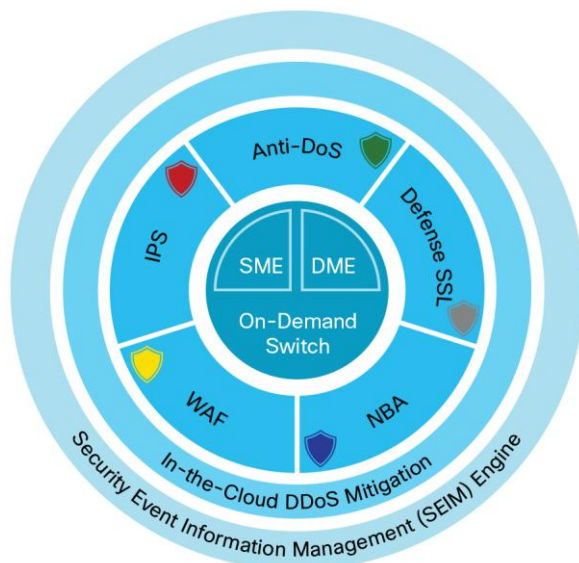 Anti-DoS
Defense SSL
NBA
WAF
IPS
SME
DME
On-Demand
Switch
In-the-Cloud DDoS Mitigation
Security Event Information Management (SEIM) Engine